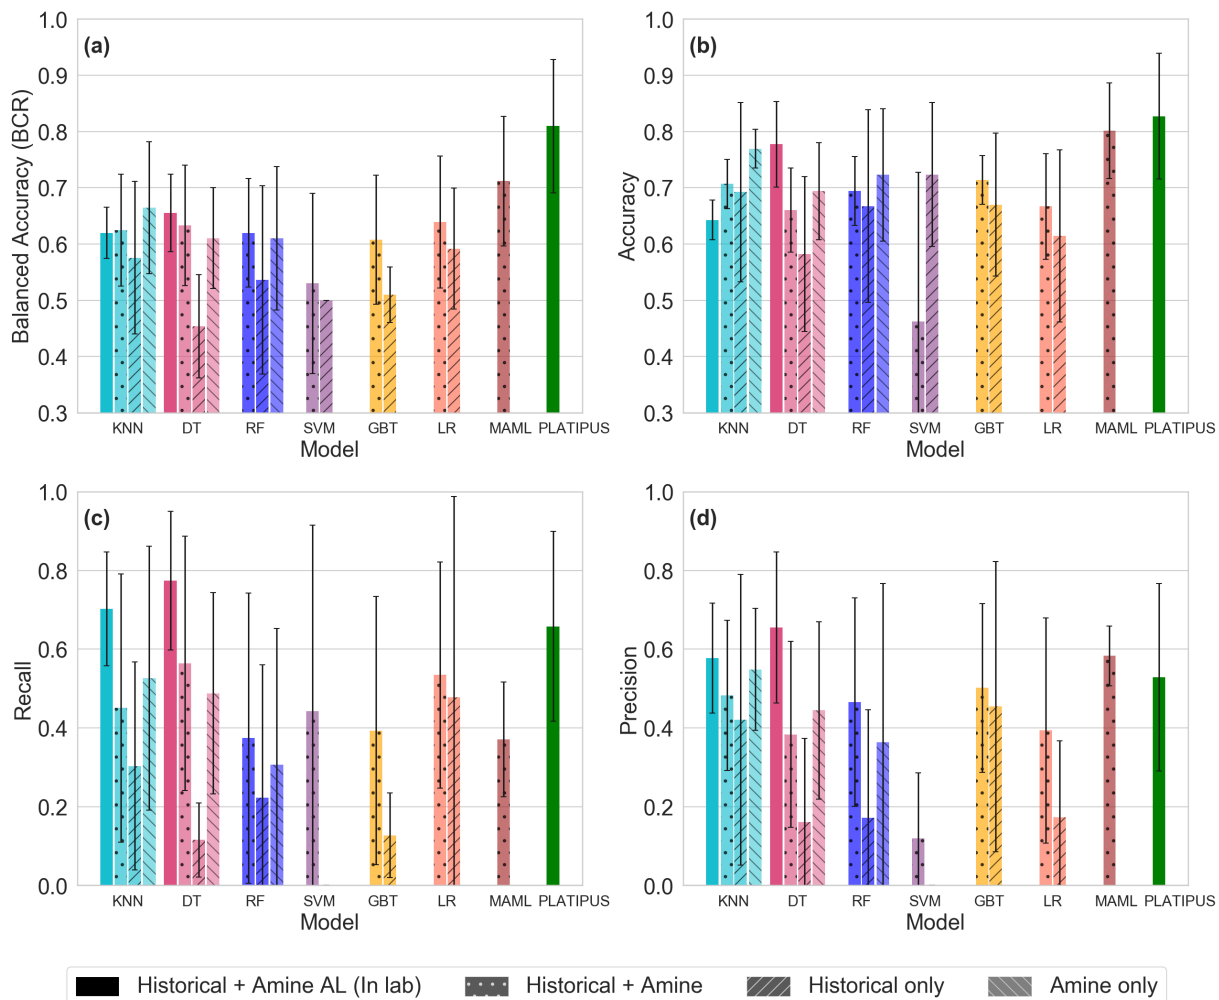 (a)
Balanced Accuracy (BCR)
1.0
0.9
0.8
0.7
0.6
0.5
0.4
0.3
KNN DT RF SVM GBT LR MAML PLATIPUS
Model
(b)
Accuracy
1.0
0.9
0.8
0.7
0.6
0.5
0.4
0.3
KNN DT RF SVM GBT LR MAML PLATIPUS
Model
(c)
Recall
1.0
0.8
0.6
0.4
0.2
0.0
KNN DT RF SVM GBT LR MAML PLATIPUS
Model
(d)
Precision
1.0
0.8
0.6
0.4
0.2
0.0
KNN DT RF SVM GBT LR MAML PLATIPUS
Model
Historical + Amine AL (In lab) Historical + Amine Historical only Amine only